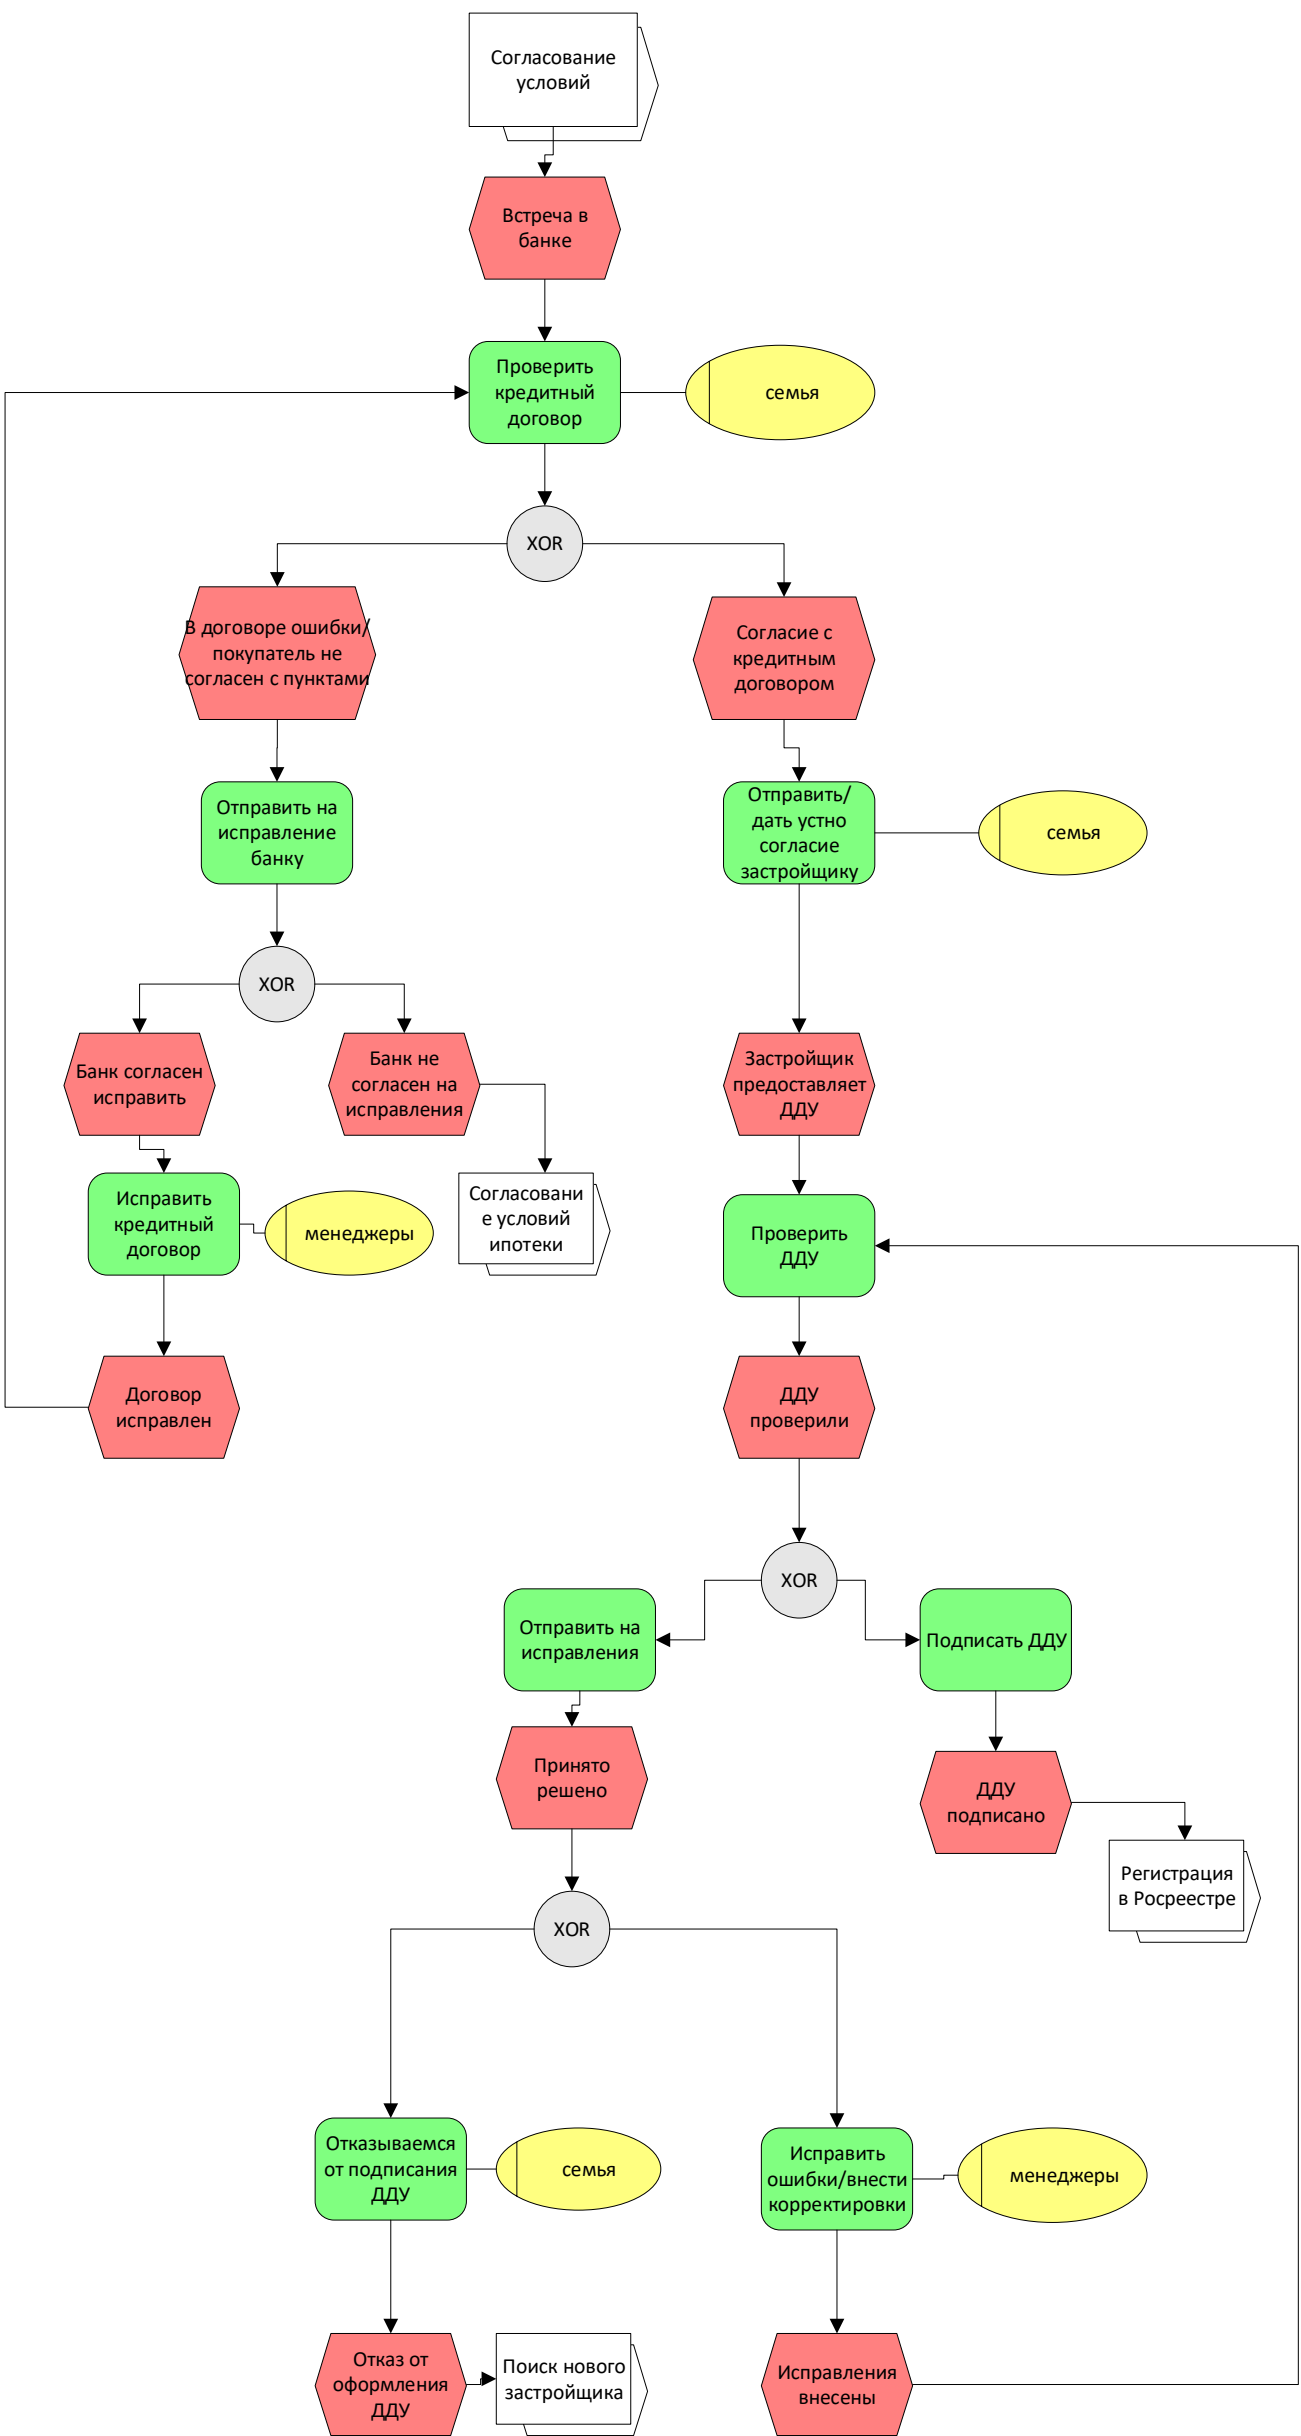 Согласование
условий
Встреча в
банке
Проверить
кредитный
договор
семья
XOR
В договоре ошибки/
покупатель не
согласен с пунктами
Согласие с
кредитным
договором
Отправить на
исправление
банку
Отправить/
дать устно
согласие
застройщику
семья
XOR
Банк согласен
исправить
Банк не
согласен на
исправления
Застройщик
предоставляет
ДДУ
Исправить
кредитный
договор
менеджеры
Согласовани
е условий
ипотеки
Проверить
ДДУ
Договор
исправлен
ДДУ
проверили
XOR
Отправить на
исправления
Подписать ДДУ
Принято
решено
ДДУ
подписано
Регистрация
в Росреестре
XOR
Отказываемся
от подписания
ДДУ
семья
Исправить
ошибки/внести
корректировки
менеджеры
Отказ от
оформления
ДДУ
Поиск нового
застройщика
Исправления
внесены